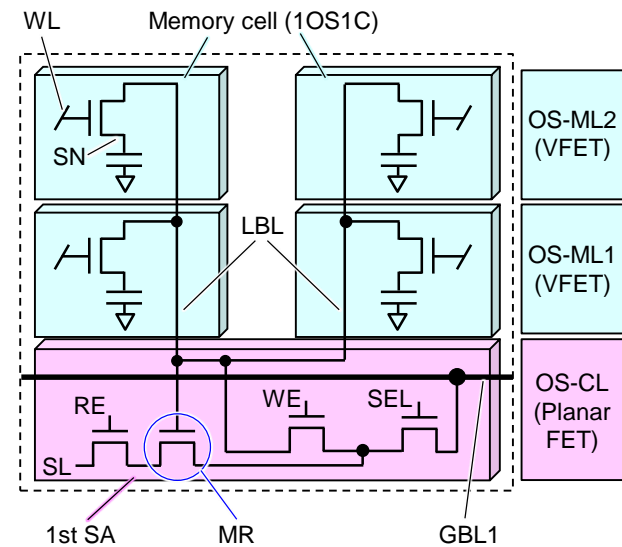 WL
Memory cell (1OS1C)
SN
OS-ML2
(VFET)
LBL
OS-ML1
(VFET)
RE
WE
SEL
SL
OS-CL
(Planar
FET)
1st SA
MR
GBL1